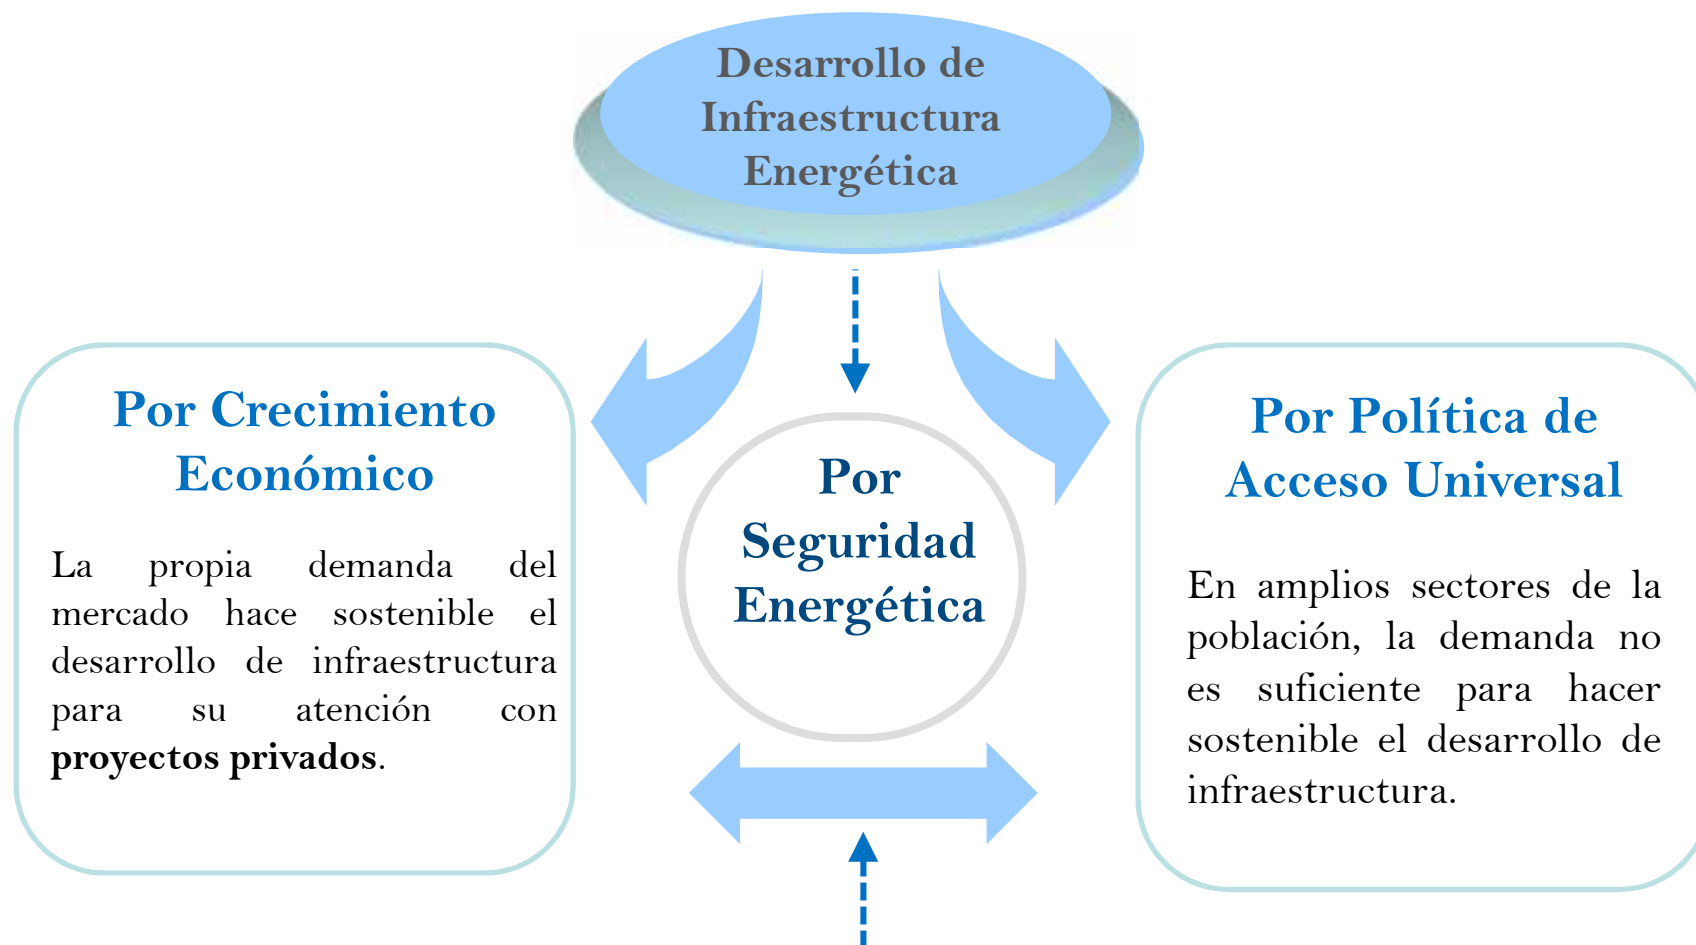 Desarrollo de
Infraestructura
Energética
Por Crecimiento
Económico
La propia demanda del
mercado hace sostenible el
desarrollo de infraestructura
para su atención con
proyectos privados.
Por
Seguridad
Energética
Por Política de
Acceso Universal
En amplios sectores de la
población, la demanda no
es suficiente para hacer
sostenible el desarrollo de
infraestructura.